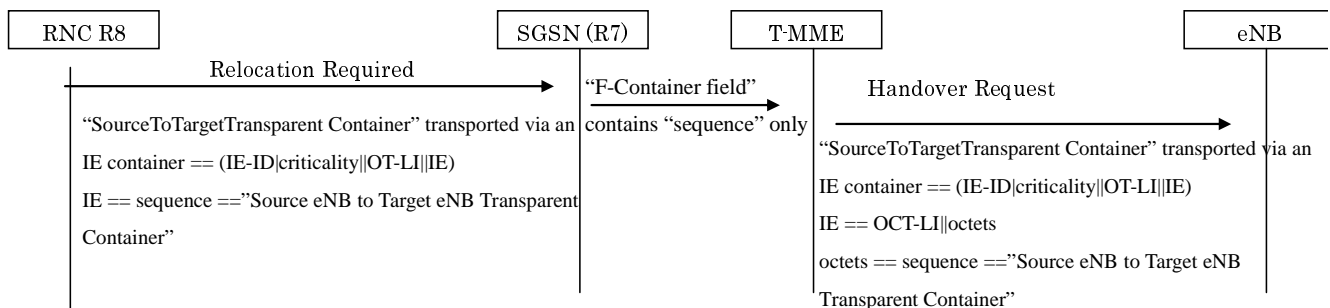 RNC R8
SGSN (R7)
T-MME
eNB
Relocation Required
"SourceToTargetTransparent Container" transported via an
IE container == (IE-ID|criticality||OT-LI||IE)
IE == sequence =="Source eNB to Target eNB Transparent
Container"
"F-Container field"
contains "sequence" only
Handover Request
"SourceToTargetTransparent Container" transported via an
IE container == (IE-ID|criticality||OT-LI||IE)
IE == OCT-LI||octets
octets == sequence =="Source eNB to Target eNB
Transparent Container"